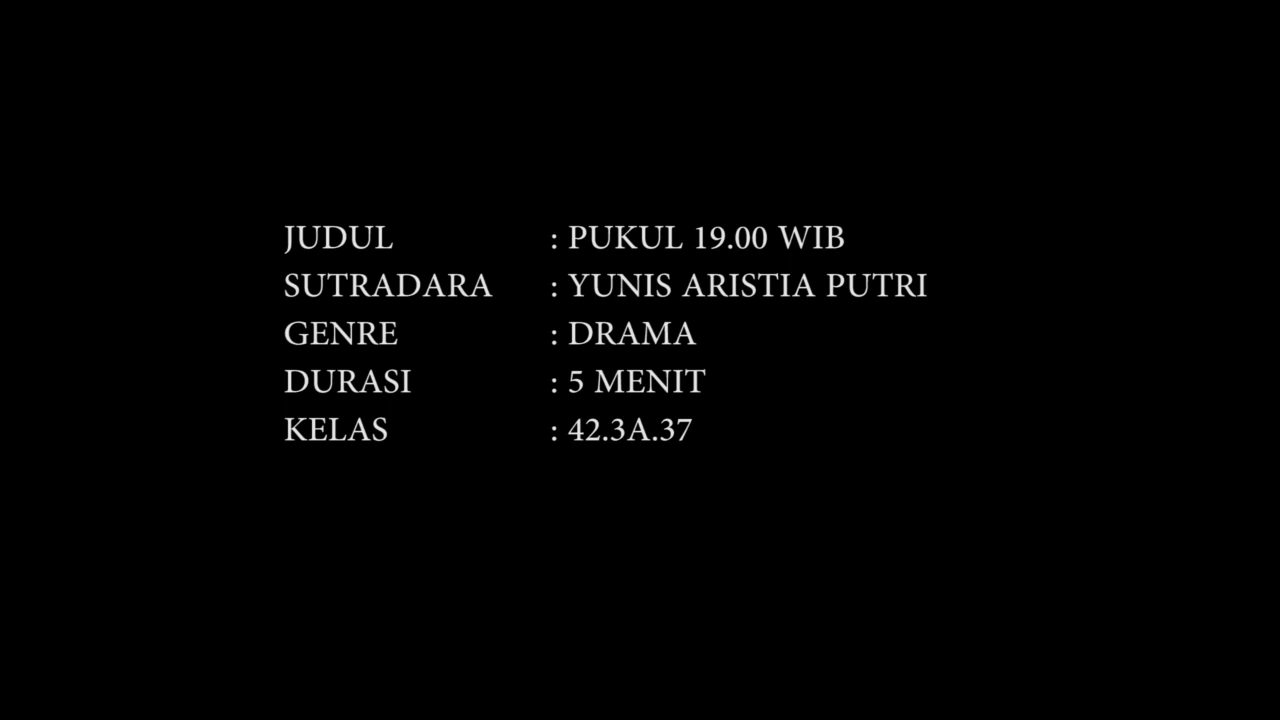 JUDUL : PUKUL 19.00 WIB
SUTRADARA : YUNIS ARISTIA PUTRI
GENRE : DRAMA
DURASI : 5 MENIT
KELAS : 42.3A.37